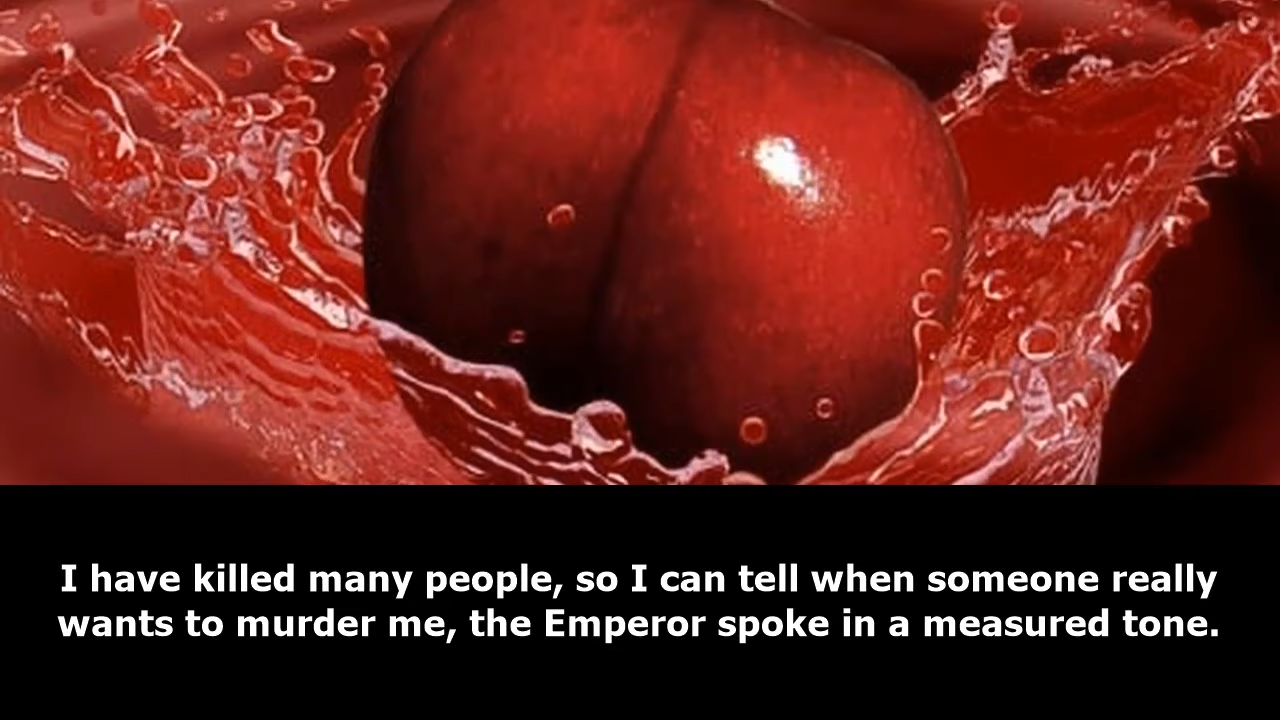 I have killed many people, so I can tell when someone really
wants to murder me, the Emperor spoke in a measured tone.